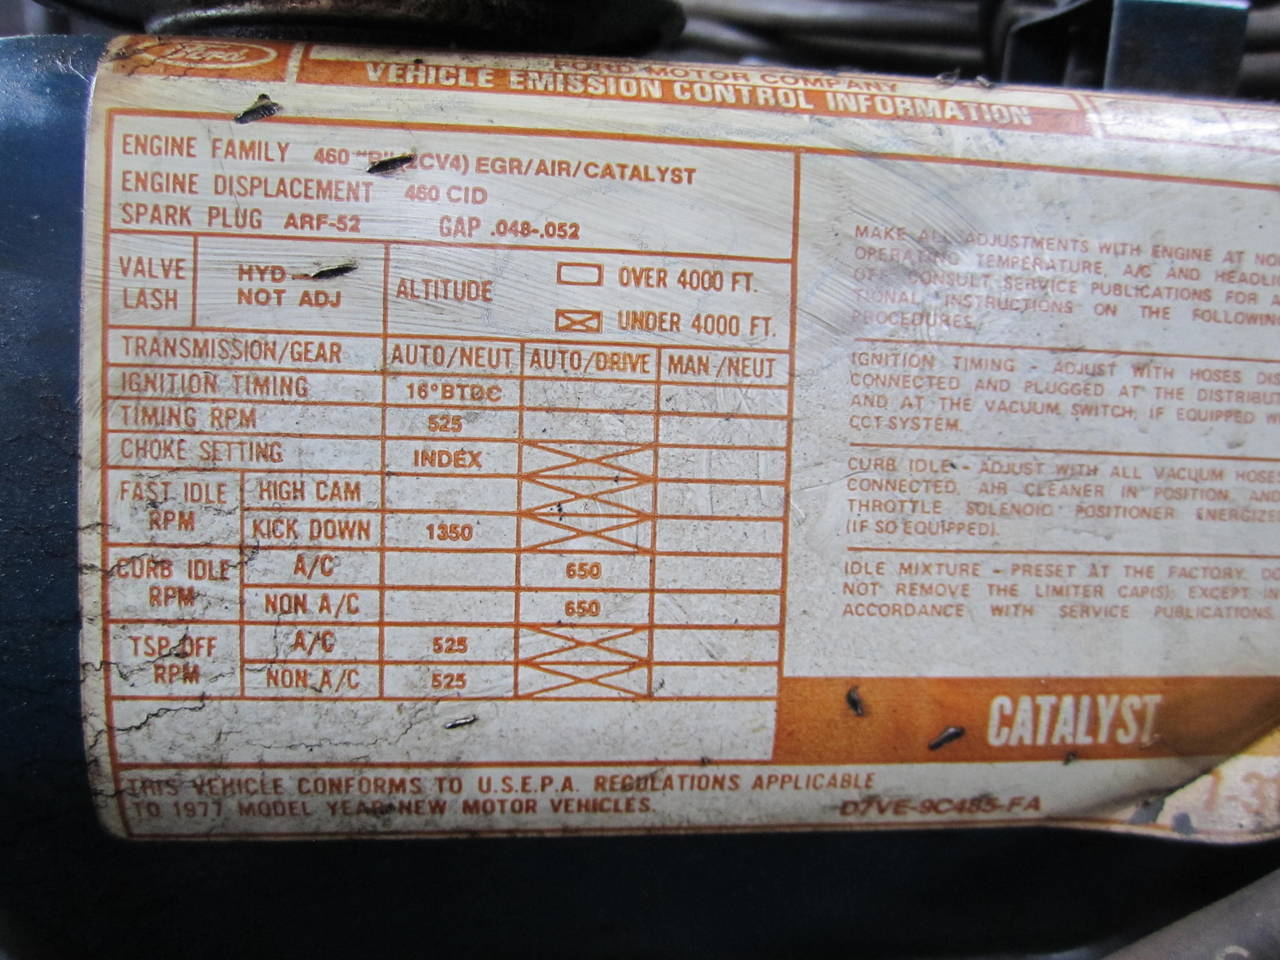 Ford
FORD MOTOR COMPANY
VEHICLE EMISSION CONTROL INFORMATION
ENGINE FAMILY 460 CV4) EGR/AIR/CATALYST
ENGINE DISPLACEMENT 460 CID
SPARK PLUG ARF-52 GAP .048-.052
VALVE LASH HYD NOT ADJ
ALTITUDE
OVER 4000 FT.
UNDER 4000 FT.
TRANSMISSION/GEAR AUTO/NEUT AUTO/DRIVE MAN/NEUT
IGNITION TIMING 16°BTDC
TIMING RPM 525
CHOKE SETTING INDEX
FAST IDLE RPM HIGH CAM
KICK DOWN 1350
CURB IDLE RPM A/C 650
NON A/C 650
TSP OFF RPM A/C 525
NON A/C 525
MAKE ALL ADJUSTMENTS WITH ENGINE AT
OPERATING TEMPERATURE, A/C AND
OFF. CONSULT SERVICE PUBLICATIONS FOR
TIONAL INSTRUCTIONS ON THE FOLLOWING
PROCEDURES.
IGNITION TIMING - ADJUST WITH HOSES
CONNECTED AND PLUGGED AT THE
AND AT THE VACUUM SWITCH, IF EQUIPPED
CCT SYSTEM.
CURB IDLE - ADJUST WITH ALL VACUUM
CONNECTED, AIR CLEANER IN POSITION AND
THROTTLE SOLENOID POSITIONER
(IF SO EQUIPPED).
IDLE MIXTURE - PRESET AT THE FACTORY. DO
NOT REMOVE THE LIMITER CAP(S) EXCEPT IN
ACCORDANCE WITH SERVICE PUBLICATIONS.
CATALYST
THIS VEHICLE CONFORMS TO U.S.E.P.A. REGULATIONS APPLICABLE
TO 1977 MODEL YEAR NEW MOTOR VEHICLES.
D7VE-9C485-FA